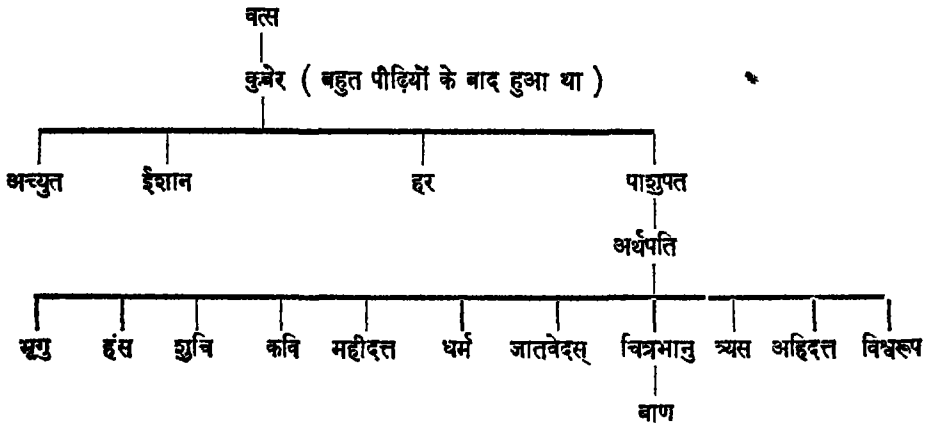 वत्स
कुबेर ( बहुत पीढ़ियों के बाद हुआ था )
अच्युत ईशान हर पाशुपत
अर्थपति
भृगु हंस शुचि कवि महीदत्त धर्म जातवेदस् चित्रभानु त्र्यस अहिदत्त विश्वरूप
बाण